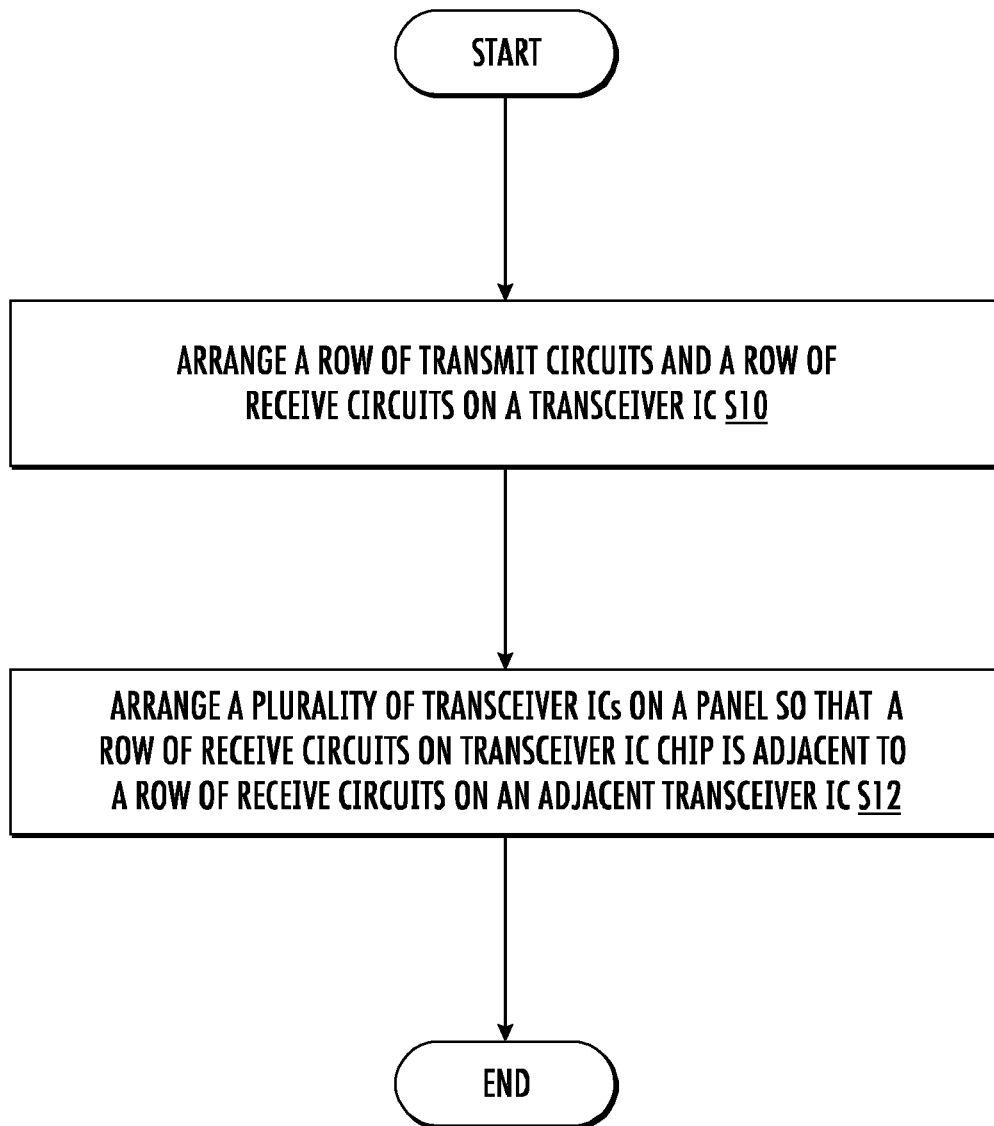 START
ARRANGE A ROW OF TRANSMIT CIRCUITS AND A ROW OF
RECEIVE CIRCUITS ON A TRANSCEIVER IC S10
ARRANGE A PLURALITY OF TRANSCEIVER ICs ON A PANEL SO THAT A
ROW OF RECEIVE CIRCUITS ON TRANSCEIVER IC CHIP IS ADJACENT TO
A ROW OF RECEIVE CIRCUITS ON AN ADJACENT TRANSCEIVER IC S12
END